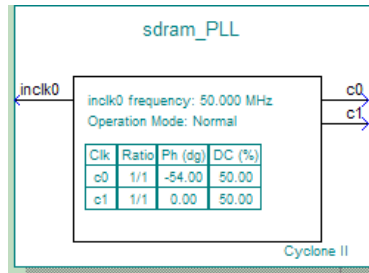 sdram_PLL
inclk0
c0
c1
inclk0 frequency: 50.000 MHz
Operation Mode: Normal
Clk Ratio Ph (dg) DC (%)
c0 1/1 -54.00 50.00
c1 1/1 0.00 50.00
Cyclone II